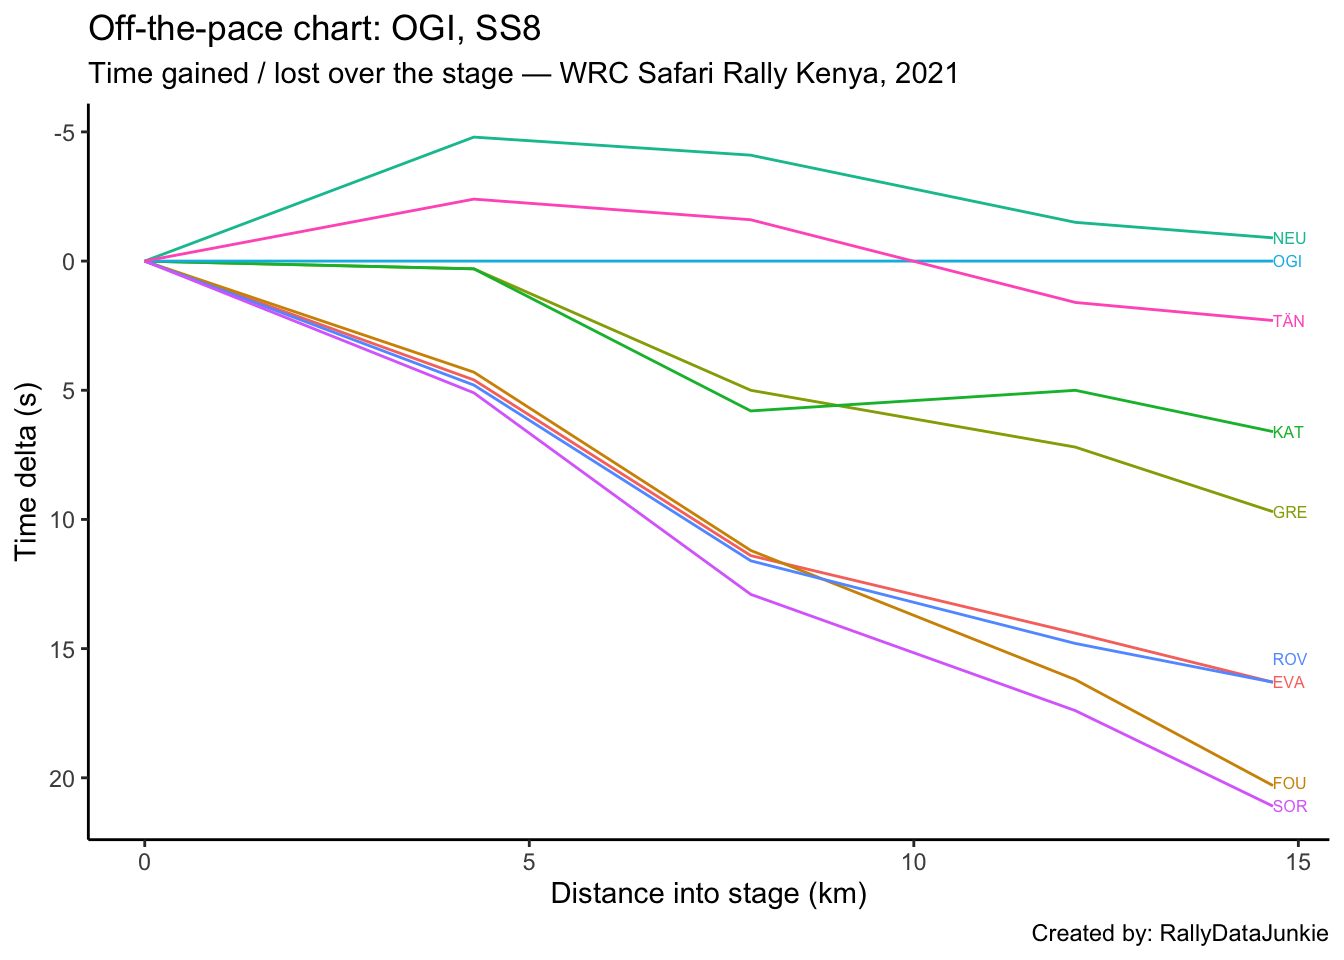 Off-the-pace chart: OGI, SS8
Time gained / lost over the stage — WRC Safari Rally Kenya, 2021
Time delta (s)
-5
0
5
10
15
20
NEU
OGI
TÄN
KAT
GRE
ROV
EVA
FOU
SOR
0 5 10 15
Distance into stage (km)
Created by: RallyDataJunkie